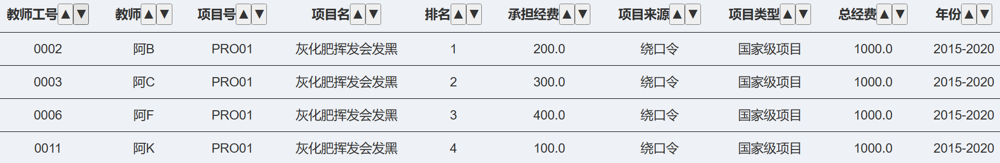 教师工号▲▼ 教师▲▼ 项目号▲▼ 项目名▲▼ 排名▲▼ 承担经费▲▼ 项目来源▲▼ 项目类型▲▼ 总经费▲▼ 年份▲▼
0002 阿B PRO01 灰化肥挥发会发黑 1 200.0 绕口令 国家级项目 1000.0 2015-2020
0003 阿C PRO01 灰化肥挥发会发黑 2 300.0 绕口令 国家级项目 1000.0 2015-2020
0006 阿F PRO01 灰化肥挥发会发黑 3 400.0 绕口令 国家级项目 1000.0 2015-2020
0011 阿K PRO01 灰化肥挥发会发黑 4 100.0 绕口令 国家级项目 1000.0 2015-2020